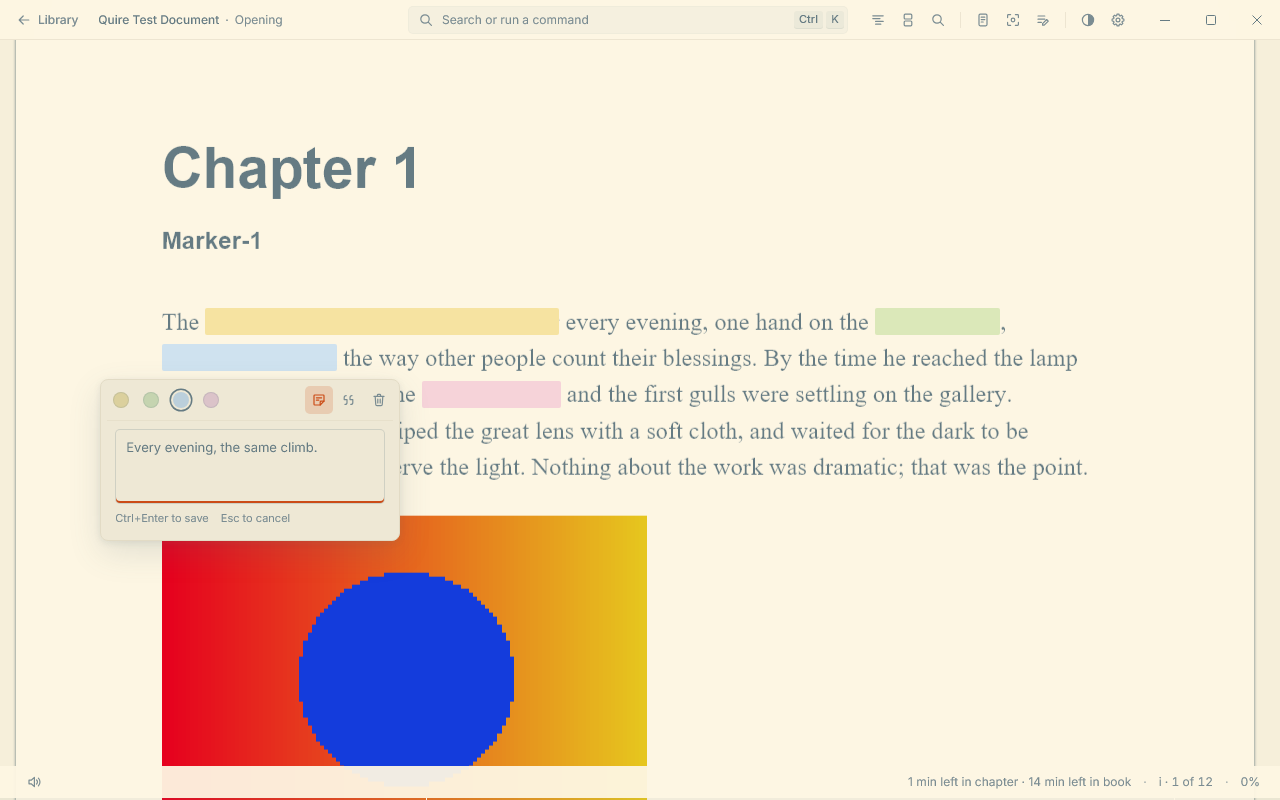 Library Quire Test Document · Opening Search or run a command Ctrl K
Chapter 1
Marker-1
The every evening, one hand on the ,
the way other people count their blessings. By the time he reached the lamp
and the first gulls were settling on the gallery.
the great lens with a soft cloth, and waited for the dark to be
the light. Nothing about the work was dramatic; that was the point.
Every evening, the same climb.
Ctrl+Enter to save Esc to cancel
1 min left in chapter · 14 min left in book · i · 1 of 12 · 0%